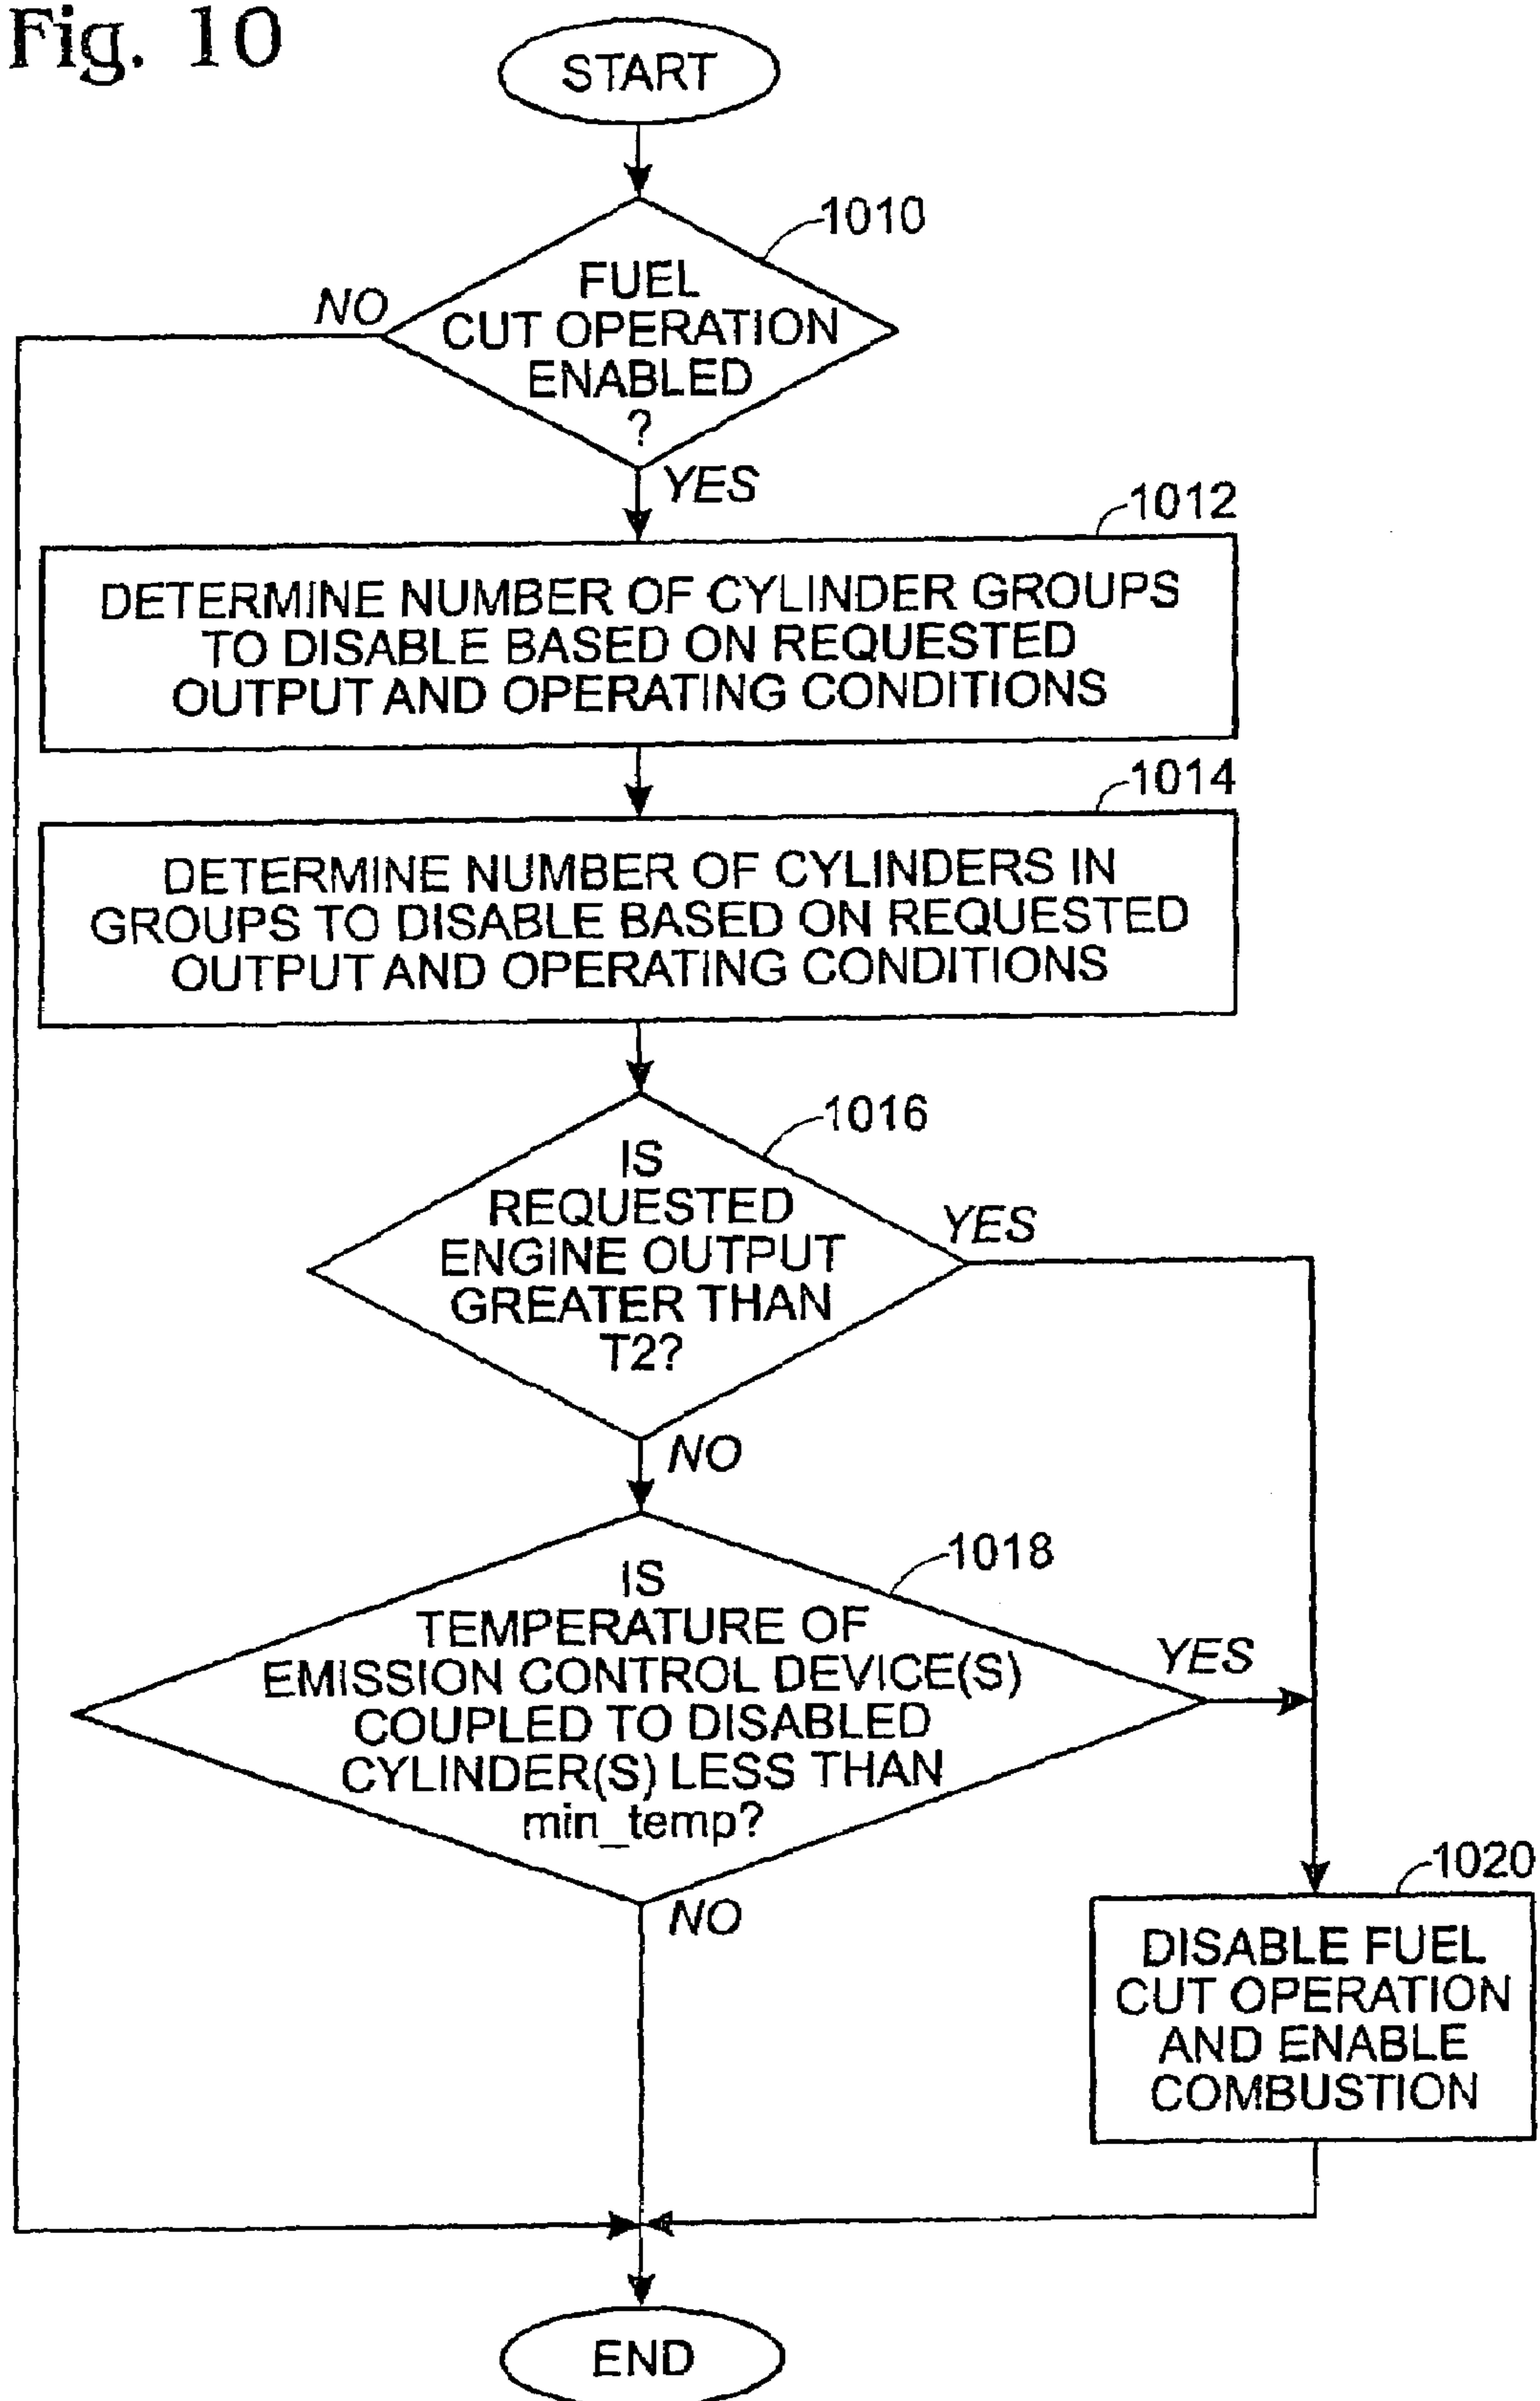 Fig. 10
START
1010
FUEL
CUT OPERATION
ENABLED
?
NO
YES
1012
DETERMINE NUMBER OF CYLINDER GROUPS
TO DISABLE BASED ON REQUESTED
OUTPUT AND OPERATING CONDITIONS
1014
DETERMINE NUMBER OF CYLINDERS IN
GROUPS TO DISABLE BASED ON REQUESTED
OUTPUT AND OPERATING CONDITIONS
1016
IS
REQUESTED
ENGINE OUTPUT
GREATER THAN
T2?
YES
NO
1018
IS
TEMPERATURE OF
EMISSION CONTROL DEVICE(S)
COUPLED TO DISABLED
CYLINDER(S) LESS THAN
min_temp?
YES
NO
1020
DISABLE FUEL
CUT OPERATION
AND ENABLE
COMBUSTION
END